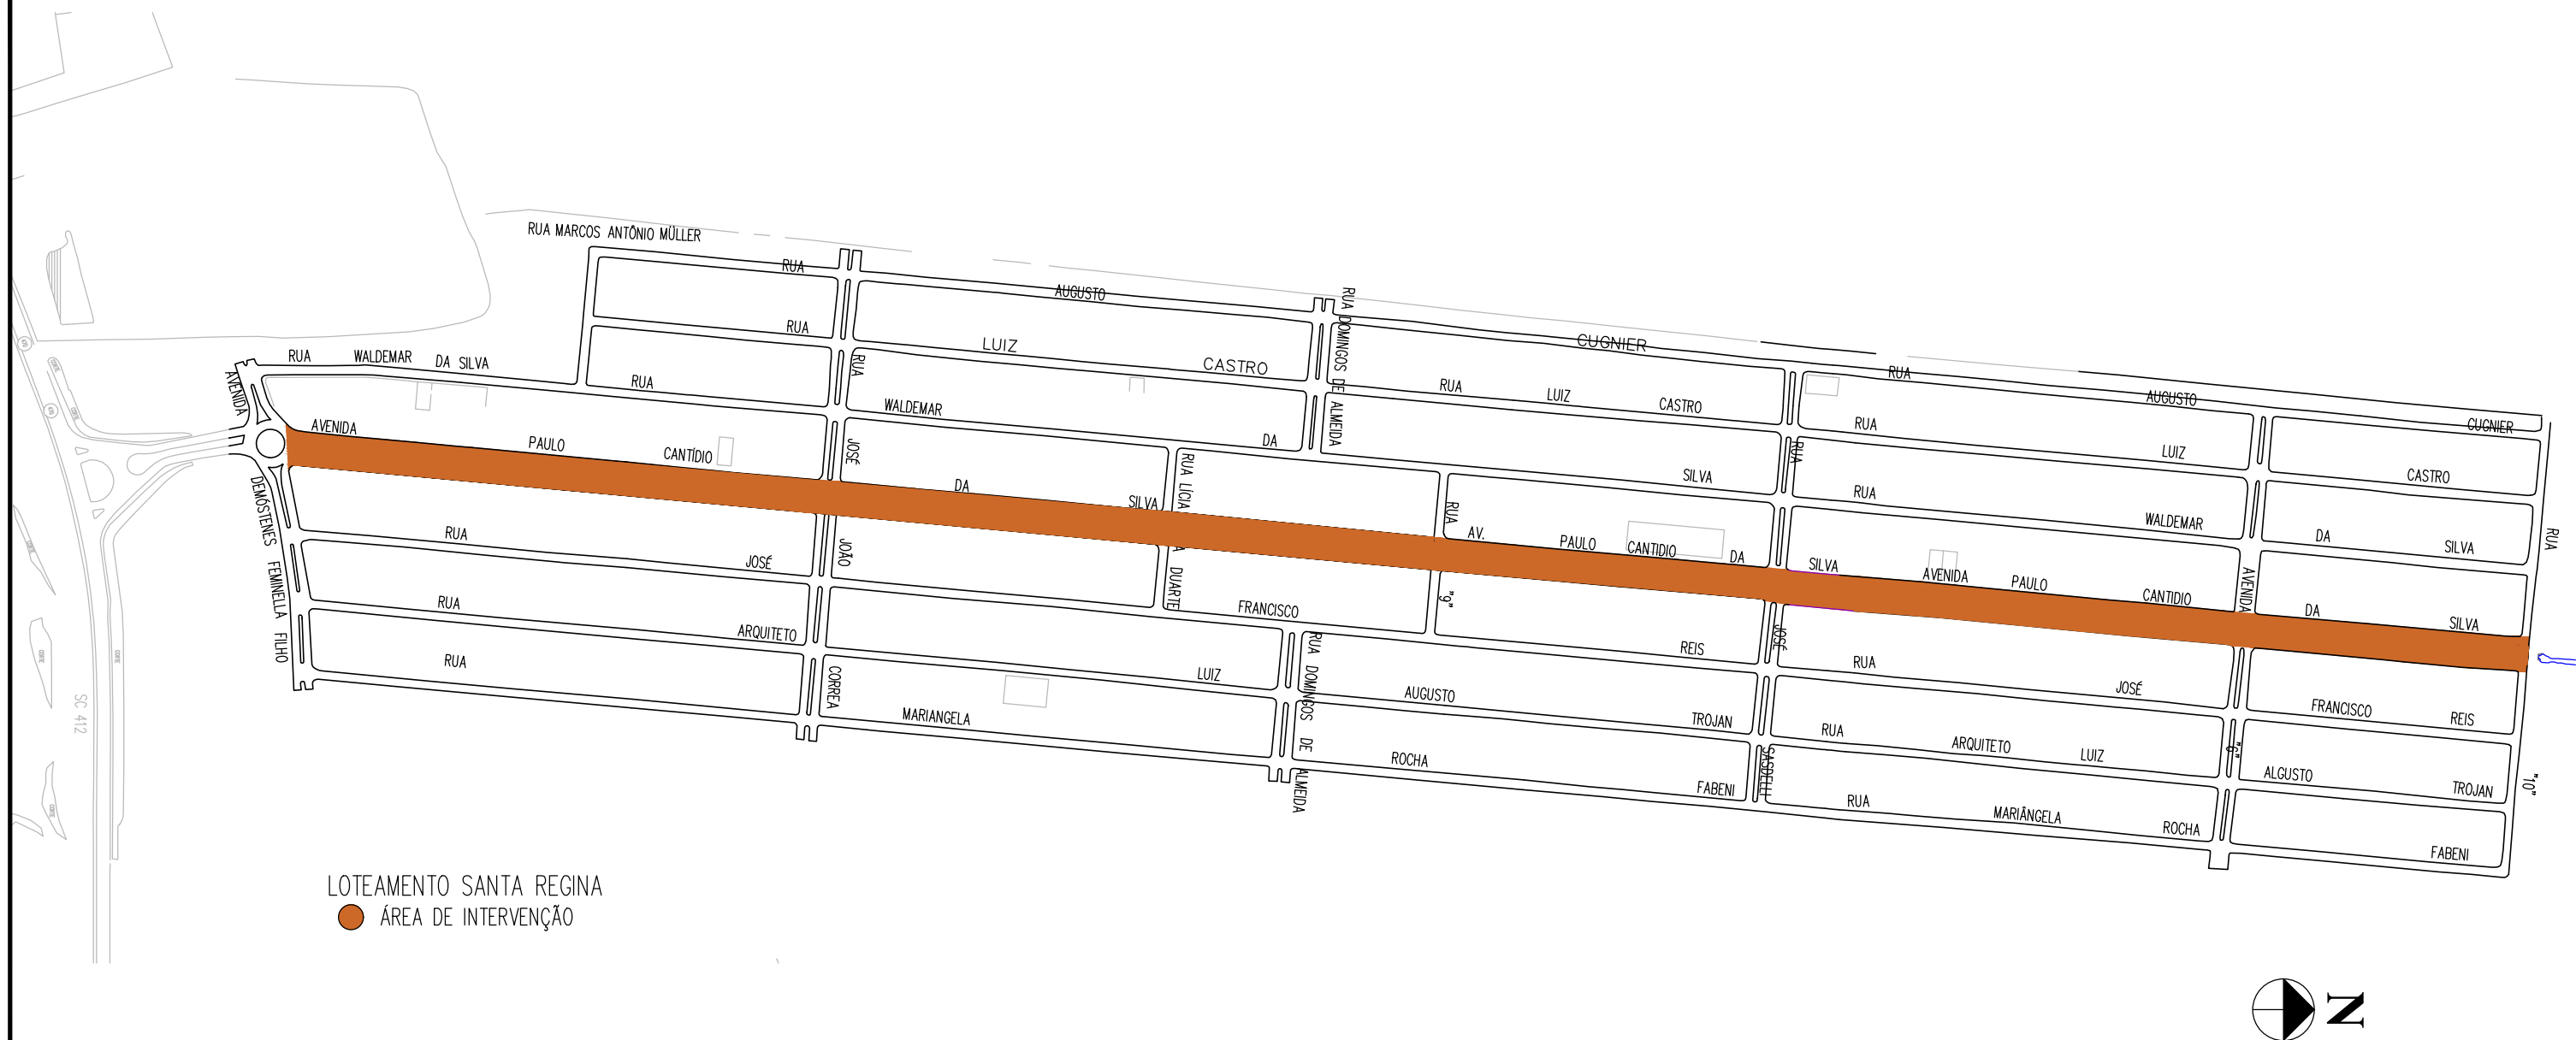 RUA MARCOS ANTÔNIO MÜLLER
RUA AUGUSTO CUGNIER
RUA AUGUSTO CUGNIER
RUA LUIZ CASTRO
RUA LUIZ CASTRO
RUA LUIZ CASTRO
RUA WALDEMAR DA SILVA
RUA WALDEMAR DA SILVA
RUA WALDEMAR DA SILVA
AVENIDA PAULO CANTÍDIO DA SILVA
AV. PAULO CANTIDIO DA SILVA
AVENIDA PAULO CANTIDIO DA SILVA
RUA JOSÉ FRANCISCO REIS
RUA JOSÉ FRANCISCO REIS
RUA ARQUITETO LUIZ AUGUSTO TROJAN
RUA ARQUITETO LUIZ ALGUSTO TROJAN
RUA MARIANGELA ROCHA FABENI
RUA MARIÂNGELA ROCHA FABENI
AVENIDA DEMÓSTENES FEMINELLA FILHO
RUA JOSÉ JOÃO CORREA
RUA LÍCIA DUARTE
RUA DOMINGOS DE ALMEIDA
RUA DOMINGOS DE ALMEIDA
RUA "9"
RUA JOSÉ SASDELLI
AVENIDA "6"
RUA "10"
SC 412
LOTEAMENTO SANTA REGINA
ÁREA DE INTERVENÇÃO
N